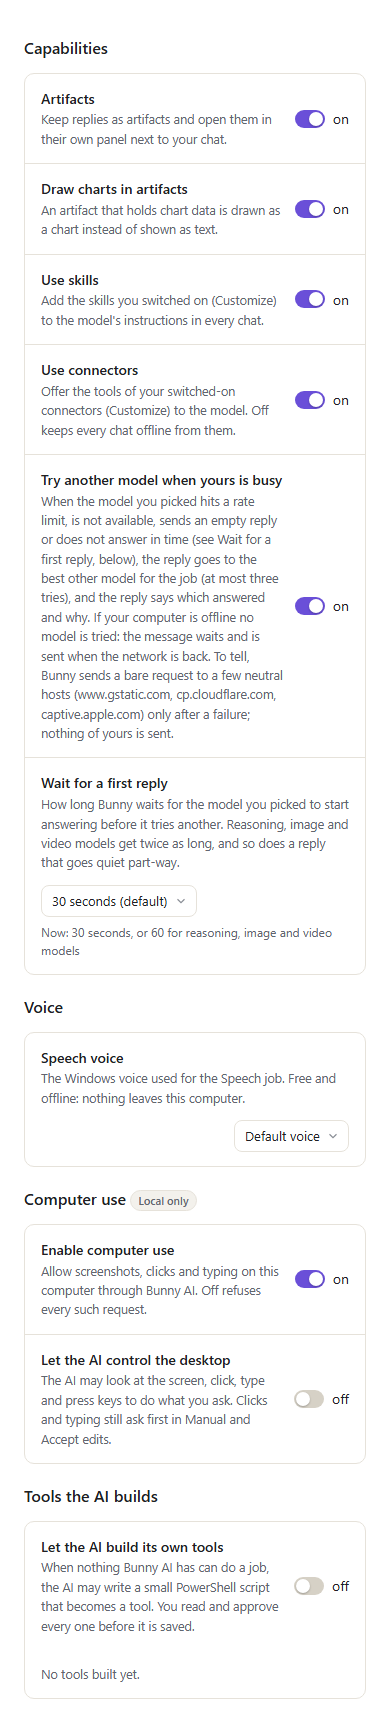 Capabilities
Artifacts
Keep replies as artifacts and open them in
their own panel next to your chat.
on
Draw charts in artifacts
An artifact that holds chart data is drawn as
a chart instead of shown as text.
on
Use skills
Add the skills you switched on (Customize)
to the model's instructions in every chat.
on
Use connectors
Offer the tools of your switched-on
connectors (Customize) to the model. Off
keeps every chat offline from them.
on
Try another model when yours is busy
When the model you picked hits a rate
limit, is not available, sends an empty reply
or does not answer in time (see Wait for a
first reply, below), the reply goes to the
best other model for the job (at most three
tries), and the reply says which answered
and why. If your computer is offline no
model is tried: the message waits and is
sent when the network is back. To tell,
Bunny sends a bare request to a few neutral
hosts (www.gstatic.com, cp.cloudflare.com,
captive.apple.com) only after a failure;
nothing of yours is sent.
on
Wait for a first reply
How long Bunny waits for the model you picked to start
answering before it tries another. Reasoning, image and
video models get twice as long, and so does a reply
that goes quiet part-way.
30 seconds (default)
Now: 30 seconds, or 60 for reasoning, image and video
models
Voice
Speech voice
The Windows voice used for the Speech job. Free and
offline: nothing leaves this computer.
Default voice
Computer use Local only
Enable computer use
Allow screenshots, clicks and typing on this
computer through Bunny AI. Off refuses
every such request.
on
Let the AI control the desktop
The AI may look at the screen, click, type
and press keys to do what you ask. Clicks
and typing still ask first in Manual and
Accept edits.
off
Tools the AI builds
Let the AI build its own tools
When nothing Bunny AI has can do a job,
the AI may write a small PowerShell script
that becomes a tool. You read and approve
every one before it is saved.
off
No tools built yet.